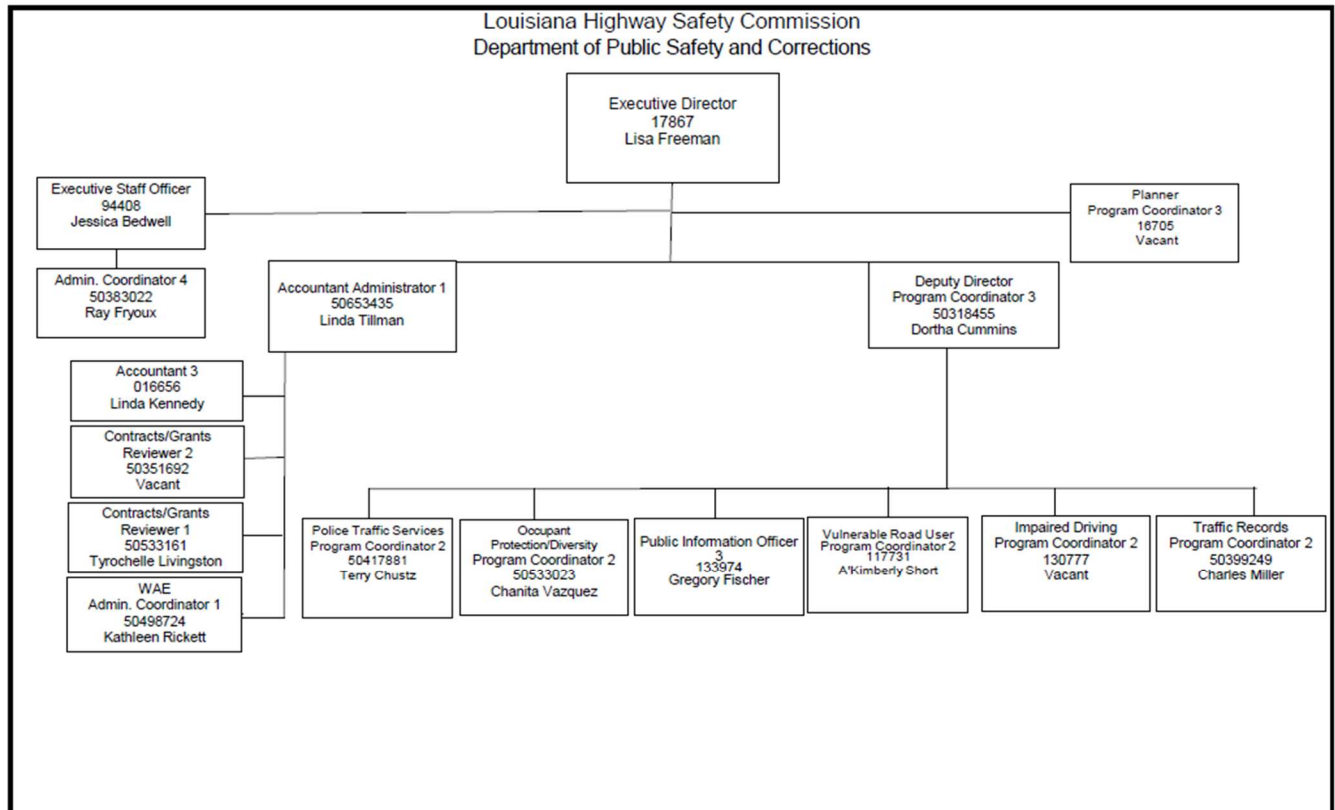 Louisiana Highway Safety Commission
Department of Public Safety and Corrections
Executive Director
17867
Lisa Freeman
Executive Staff Officer
94408
Jessica Bedwell
Planner
Program Coordinator 3
16705
Vacant
Admin. Coordinator 4
50383022
Ray Fryoux
Accountant Administrator 1
50653435
Linda Tillman
Deputy Director
Program Coordinator 3
50318455
Dortha Cummins
Accountant 3
016656
Linda Kennedy
Contracts/Grants
Reviewer 2
50351692
Vacant
Contracts/Grants
Reviewer 1
50533161
Tyrochelle Livingston
WAE
Admin. Coordinator 1
50498724
Kathleen Rickett
Police Traffic Services
Program Coordinator 2
50417881
Terry Chustz
Occupant
Protection/Diversity
Program Coordinator 2
50533023
Chanita Vazquez
Public Information Officer
3
133974
Gregory Fischer
Vulnerable Road User
Program Coordinator 2
117731
A'Kimberly Short
Impaired Driving
Program Coordinator 2
130777
Vacant
Traffic Records
Program Coordinator 2
50399249
Charles Miller